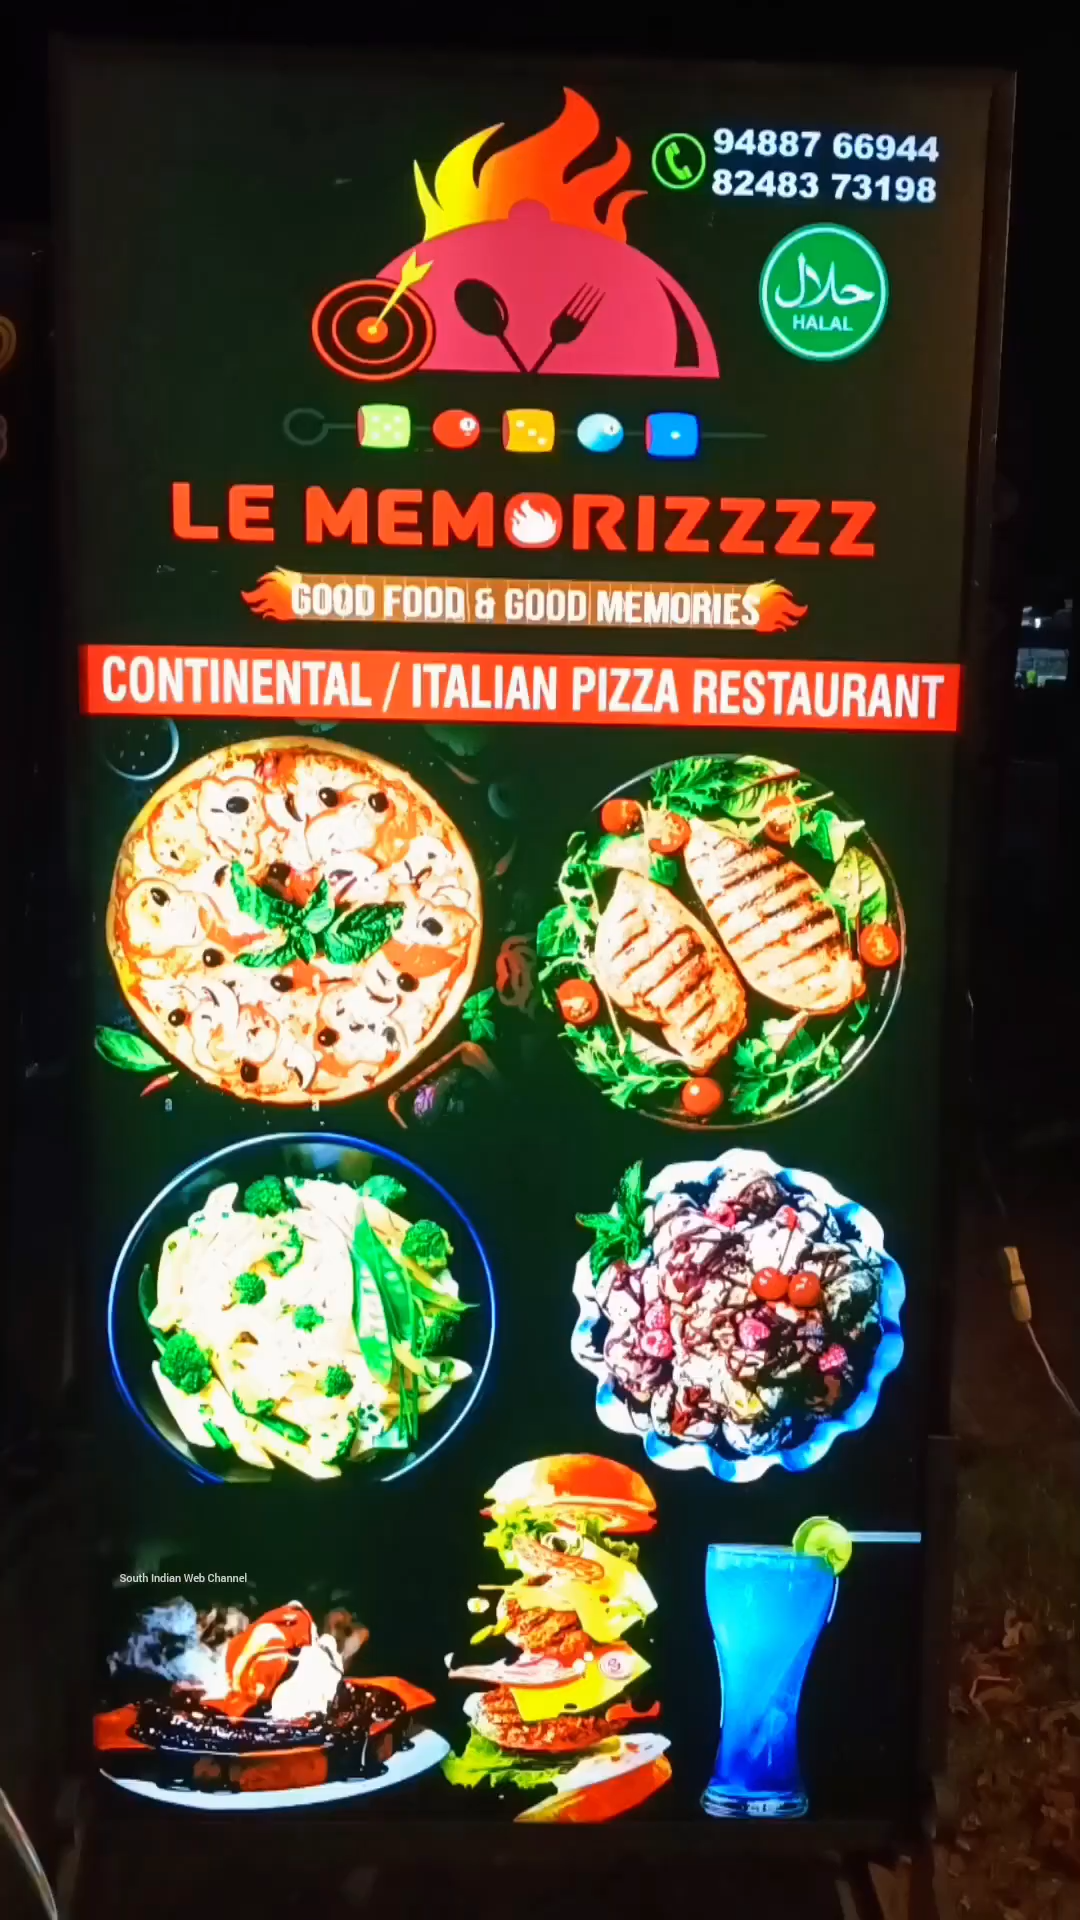 94887 66944
82483 73198
حلال
HALAL
LE MEMORIZZZZ
GOOD FOOD & GOOD MEMORIES
CONTINENTAL / ITALIAN PIZZA RESTAURANT
South Indian Web Channel